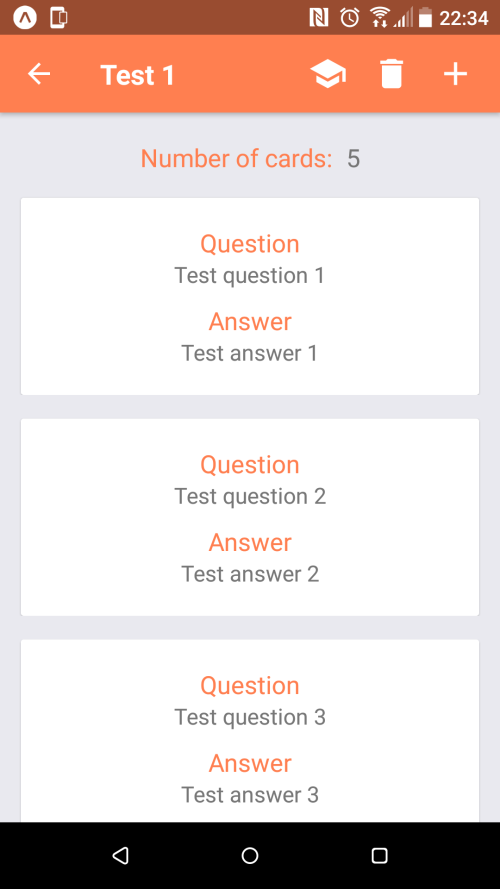 22:34
Test 1
Number of cards: 5
Question
Test question 1
Answer
Test answer 1
Question
Test question 2
Answer
Test answer 2
Question
Test question 3
Answer
Test answer 3